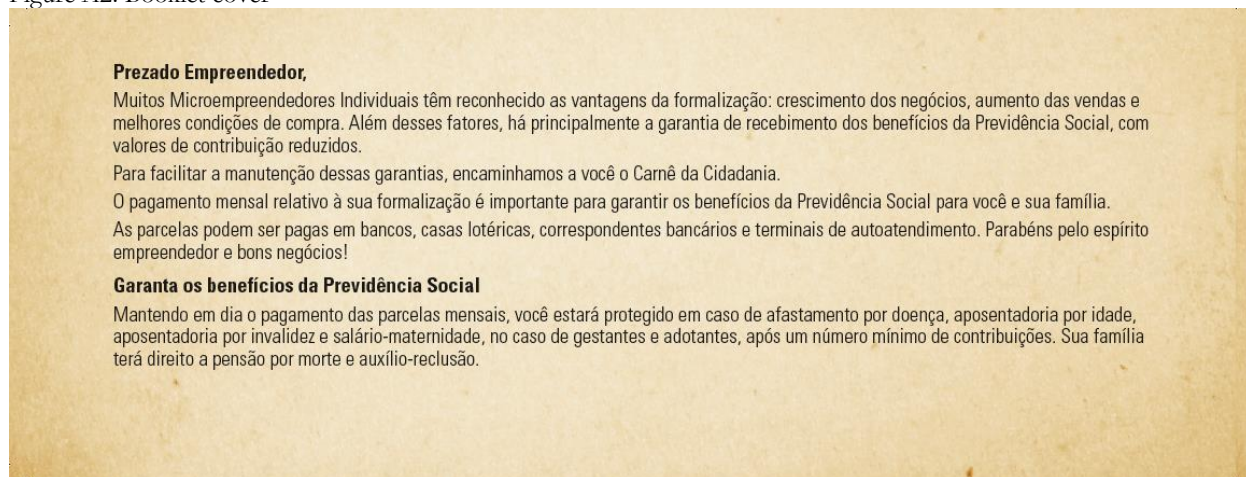 Figure A2. Booklet cover
Prezado Empreendedor,
Muitos Microempreendedores Individuais têm reconhecido as vantagens da formalização: crescimento dos negócios, aumento das vendas e
melhores condições de compra. Além desses fatores, há principalmente a garantia de recebimento dos benefícios da Previdência Social, com
valores de contribuição reduzidos.
Para facilitar a manutenção dessas garantias, encaminhamos a você o Carnê da Cidadania.
O pagamento mensal relativo à sua formalização é importante para garantir os benefícios da Previdência Social para você e sua família.
As parcelas podem ser pagas em bancos, casas lotéricas, correspondentes bancários e terminais de autoatendimento. Parabéns pelo espírito
empreendedor e bons negócios!
Garanta os benefícios da Previdência Social
Mantendo em dia o pagamento das parcelas mensais, você estará protegido em caso de afastamento por doença, aposentadoria por idade,
aposentadoria por invalidez e salário-maternidade, no caso de gestantes e adotantes, após um número mínimo de contribuições. Sua família
terá direito a pensão por morte e auxílio-reclusão.